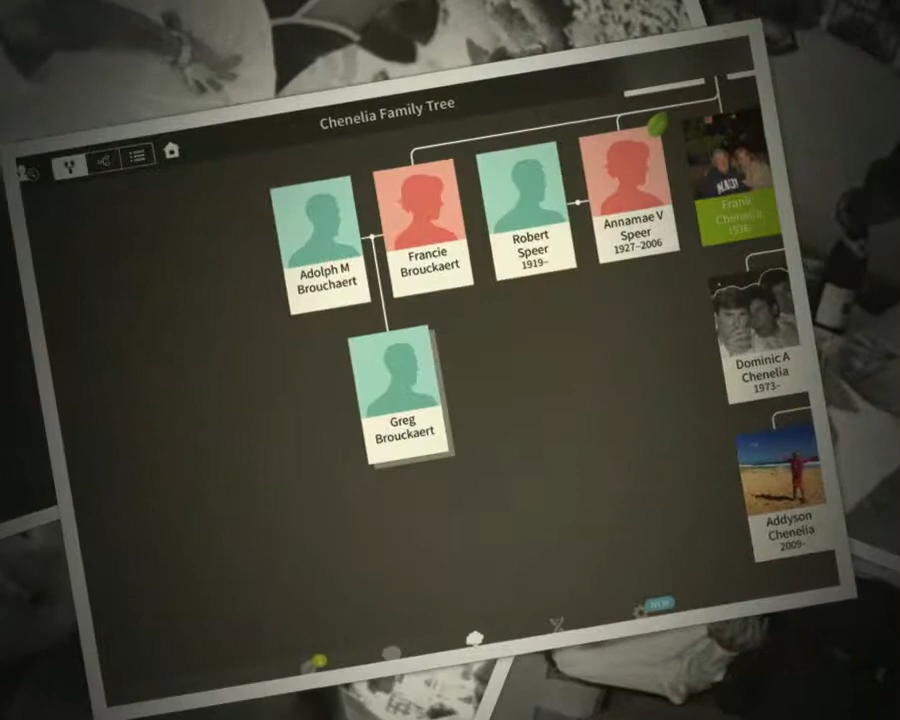 Chenelia Family Tree
Adolph M
Brouchaert
Francie
Brouckaert
Robert
Speer
1919–
Annamae V
Speer
1927–2006
Frank
Chenelia
1936–
Greg
Brouckaert
Dominic A
Chenelia
1973–
Addyson
Chenelia
2009–
NEW